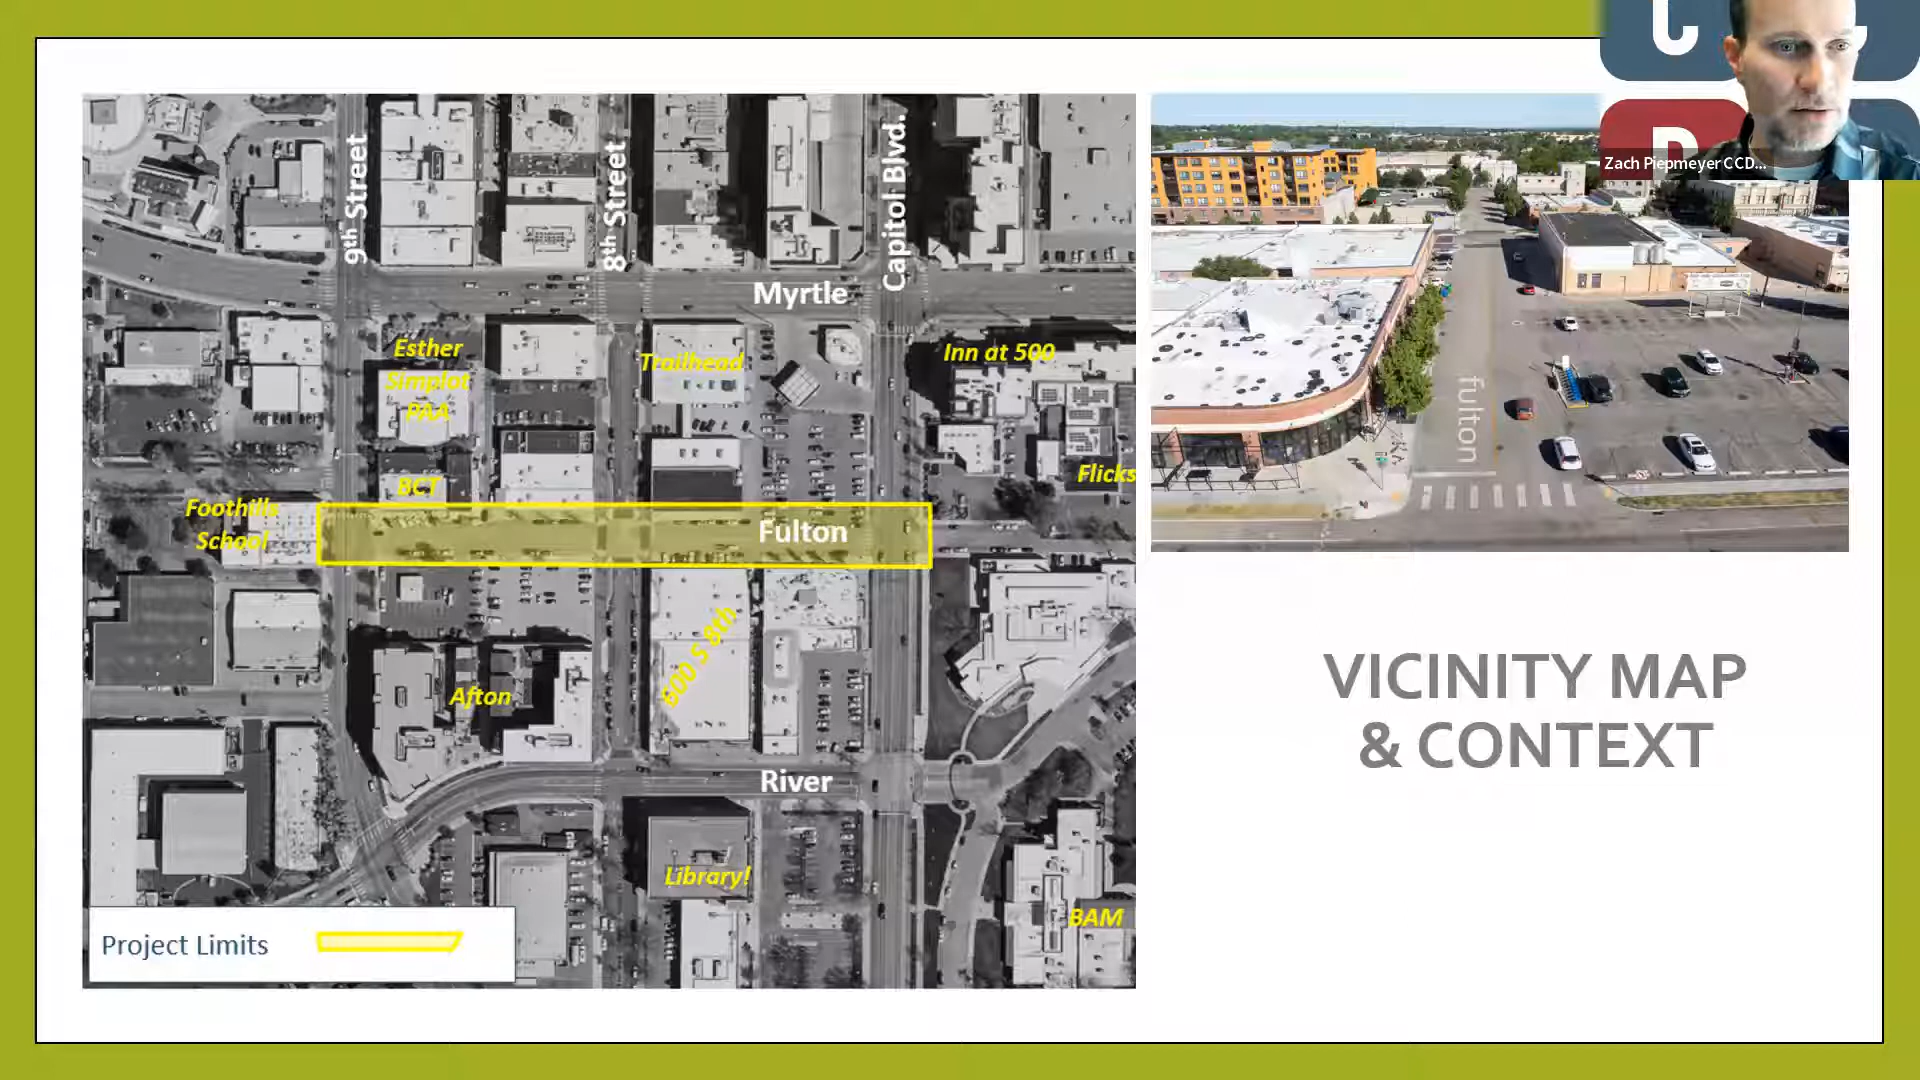 9th Street
8th Street
Capitol Blvd.
Myrtle
Esther
Simplot
PAA
Trailhead
Inn at 500
BCT
Flicks
Foothills
School
Fulton
600 S 8th
Afton
River
Library!
BAM
Project Limits
fulton
Zach Piepmeyer CCD...
VICINITY MAP
& CONTEXT